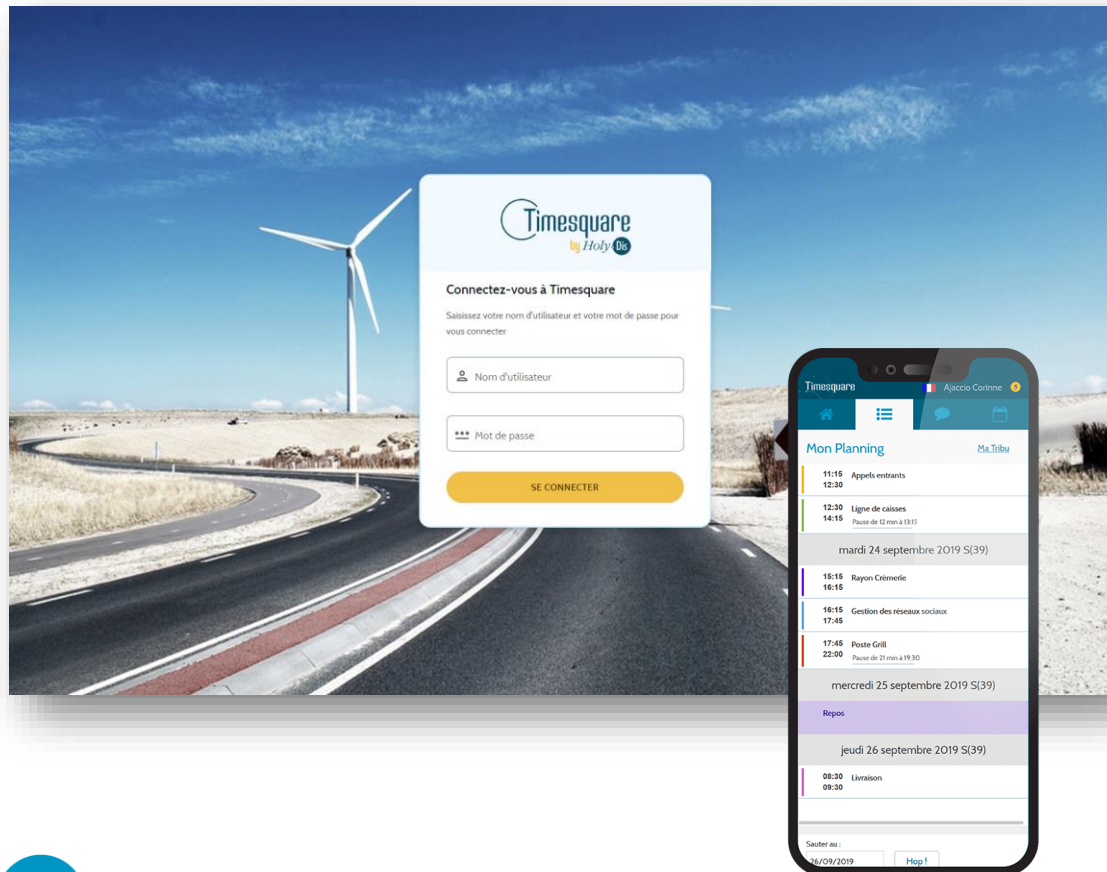 Timesquare
by Holy Dis
Connectez-vous à Timesquare
Saisissez votre nom d'utilisateur et votre mot de passe pour
vous connecter
Nom d'utilisateur
Mot de passe
SE CONNECTER
Timesquare
Ajaccio Corinne
Mon Planning
Ma Tribu
11:15 Appels entrants
12:30
12:30 Ligne de caisses
14:15 Pause de 12 min à 13:15
mardi 24 septembre 2019 S(39)
15:15 Rayon Crèmerie
16:15
16:15 Gestion des réseaux sociaux
17:45
17:45 Poste Grill
22:00 Pause de 21 min à 19:30
mercredi 25 septembre 2019 S(39)
Repos
jeudi 26 septembre 2019 S(39)
08:30 Livraison
09:30
Sauter au :
26/09/2019 Hop !